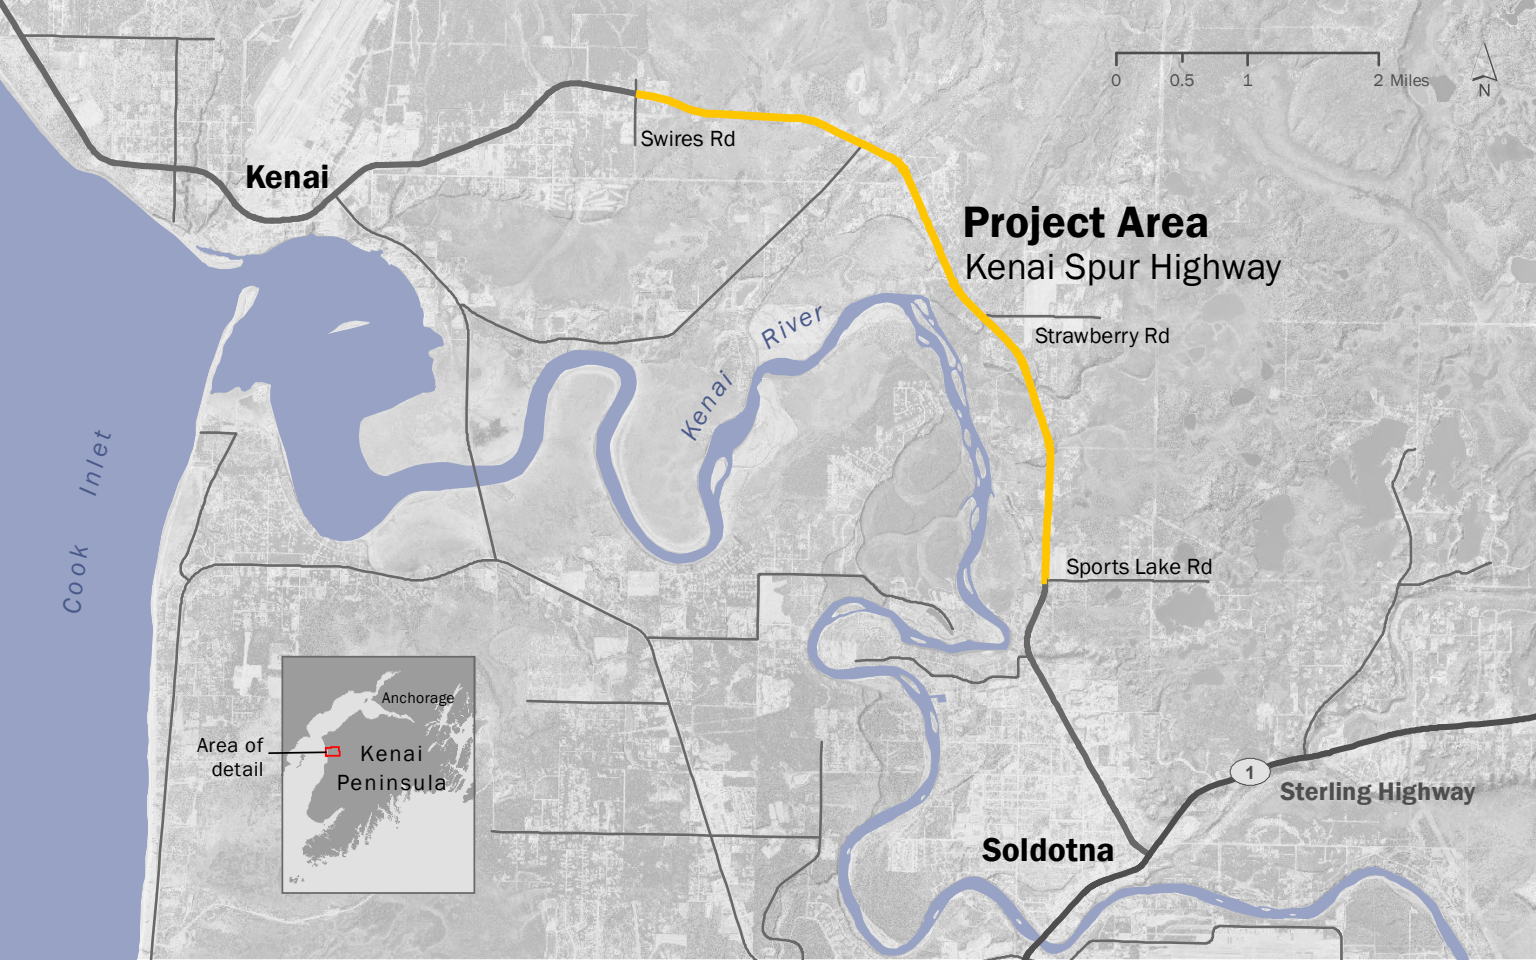 0 0.5 1 2 Miles
N
Swires Rd
Kenai
Project Area
Kenai Spur Highway
Kenai River
Strawberry Rd
Cook Inlet
Sports Lake Rd
Anchorage
Area of
detail
Kenai
Peninsula
1
Sterling Highway
Soldotna